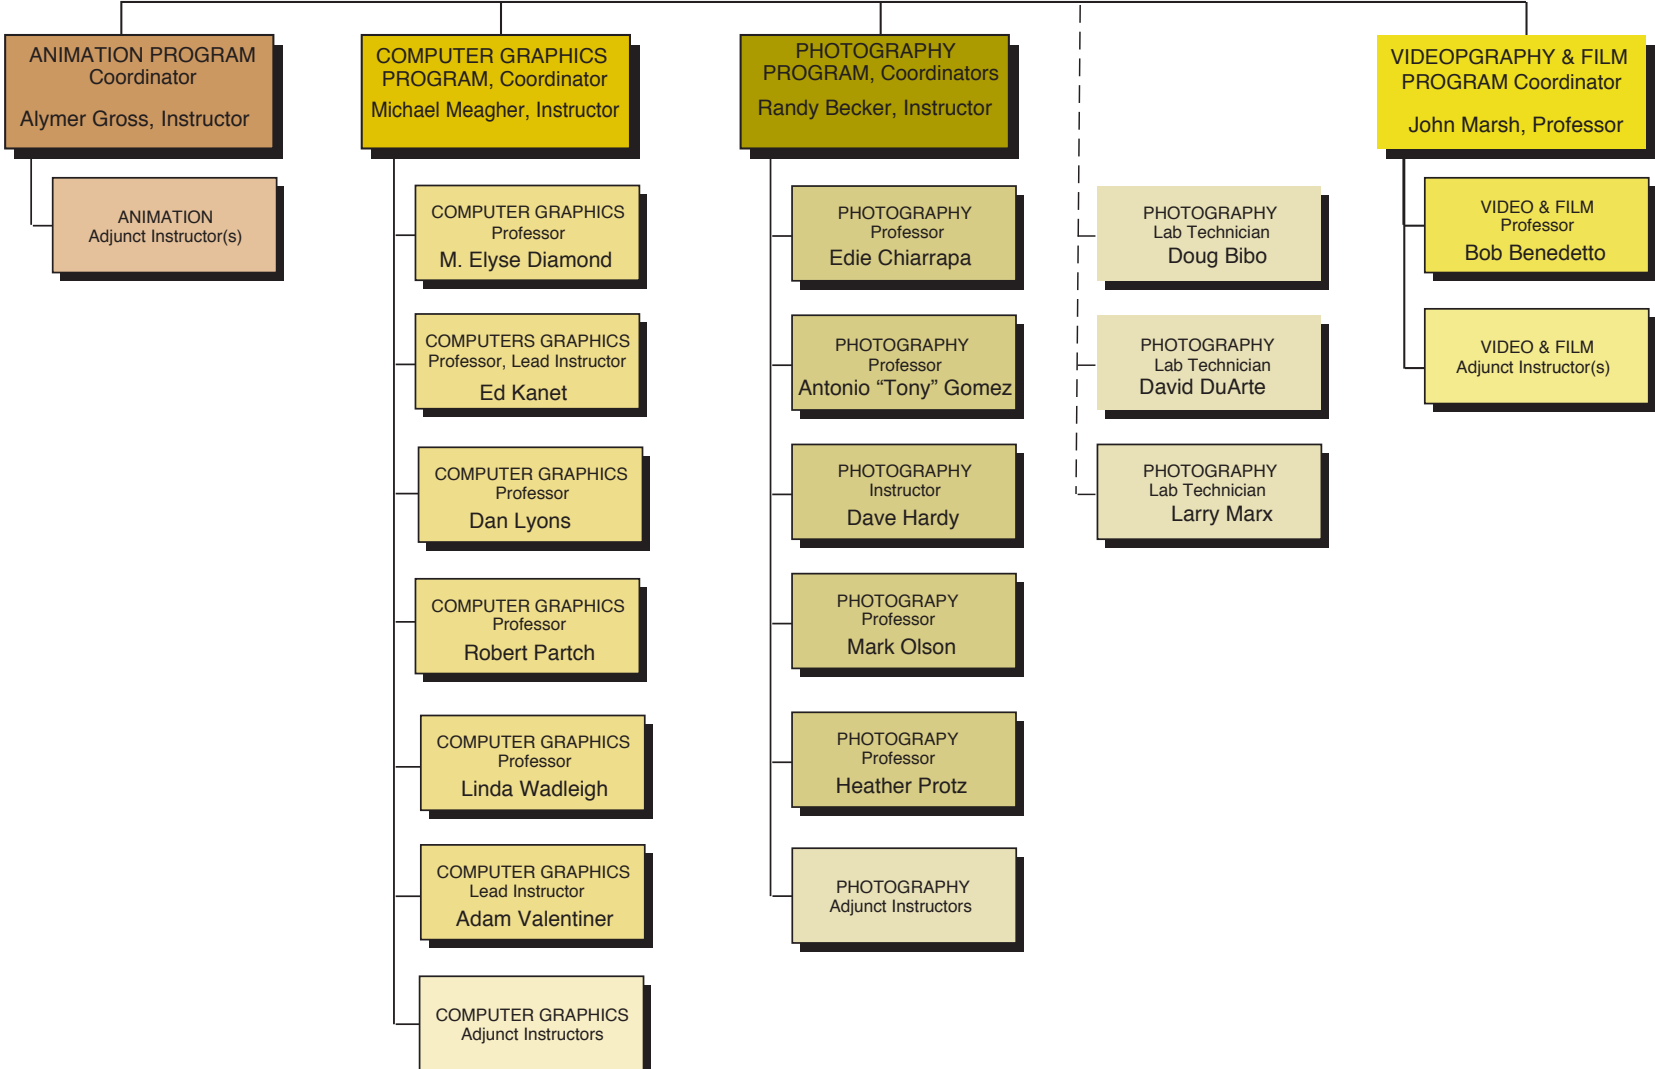 ANIMATION PROGRAM
Coordinator
Alymer Gross, Instructor
ANIMATION
Adjunct Instructor(s)
COMPUTER GRAPHICS
PROGRAM, Coordinator
Michael Meagher, Instructor
COMPUTER GRAPHICS
Professor
M. Elyse Diamond
COMPUTERS GRAPHICS
Professor, Lead Instructor
Ed Kanet
COMPUTER GRAPHICS
Professor
Dan Lyons
COMPUTER GRAPHICS
Professor
Robert Partch
COMPUTER GRAPHICS
Professor
Linda Wadleigh
COMPUTER GRAPHICS
Lead Instructor
Adam Valentiner
COMPUTER GRAPHICS
Adjunct Instructors
PHOTOGRAPHY
PROGRAM, Coordinators
Randy Becker, Instructor
PHOTOGRAPHY
Professor
Edie Chiarrapa
PHOTOGRAPHY
Professor
Antonio “Tony” Gomez
PHOTOGRAPHY
Instructor
Dave Hardy
PHOTOGRAPY
Professor
Mark Olson
PHOTOGRAPY
Professor
Heather Protz
PHOTOGRAPHY
Adjunct Instructors
PHOTOGRAPHY
Lab Technician
Doug Bibo
PHOTOGRAPHY
Lab Technician
David DuArte
PHOTOGRAPHY
Lab Technician
Larry Marx
VIDEOPGRAPHY & FILM
PROGRAM Coordinator
John Marsh, Professor
VIDEO & FILM
Professor
Bob Benedetto
VIDEO & FILM
Adjunct Instructor(s)